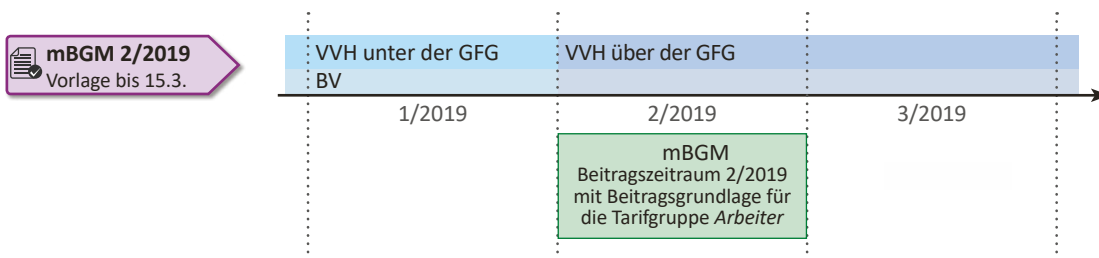 mBGM 2/2019
Vorlage bis 15.3.
VVH unter der GFG
VVH über der GFG
BV
1/2019
2/2019
3/2019
mBGM
Beitragszeitraum 2/2019
mit Beitragsgrundlage für
die Tarifgruppe Arbeiter